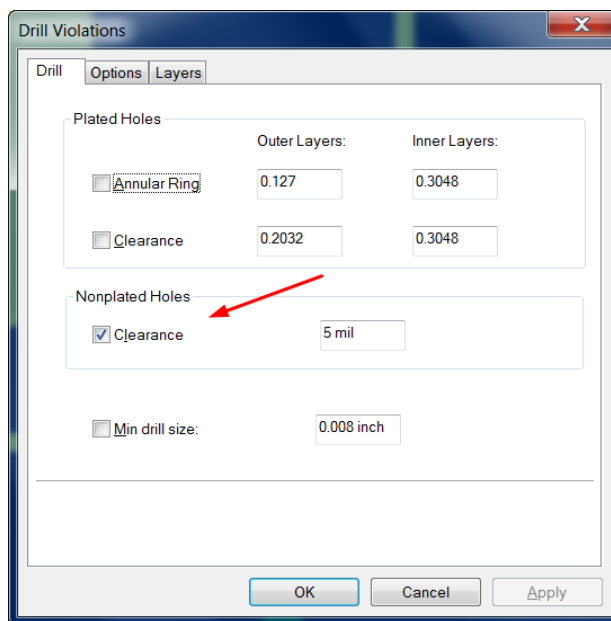 Drill Violations
Drill Options Layers
Plated Holes
Outer Layers: Inner Layers:
Annular Ring 0.127 0.3048
Clearance 0.2032 0.3048
Nonplated Holes
Clearance 5 mil
Min drill size: 0.008 inch
OK Cancel Apply